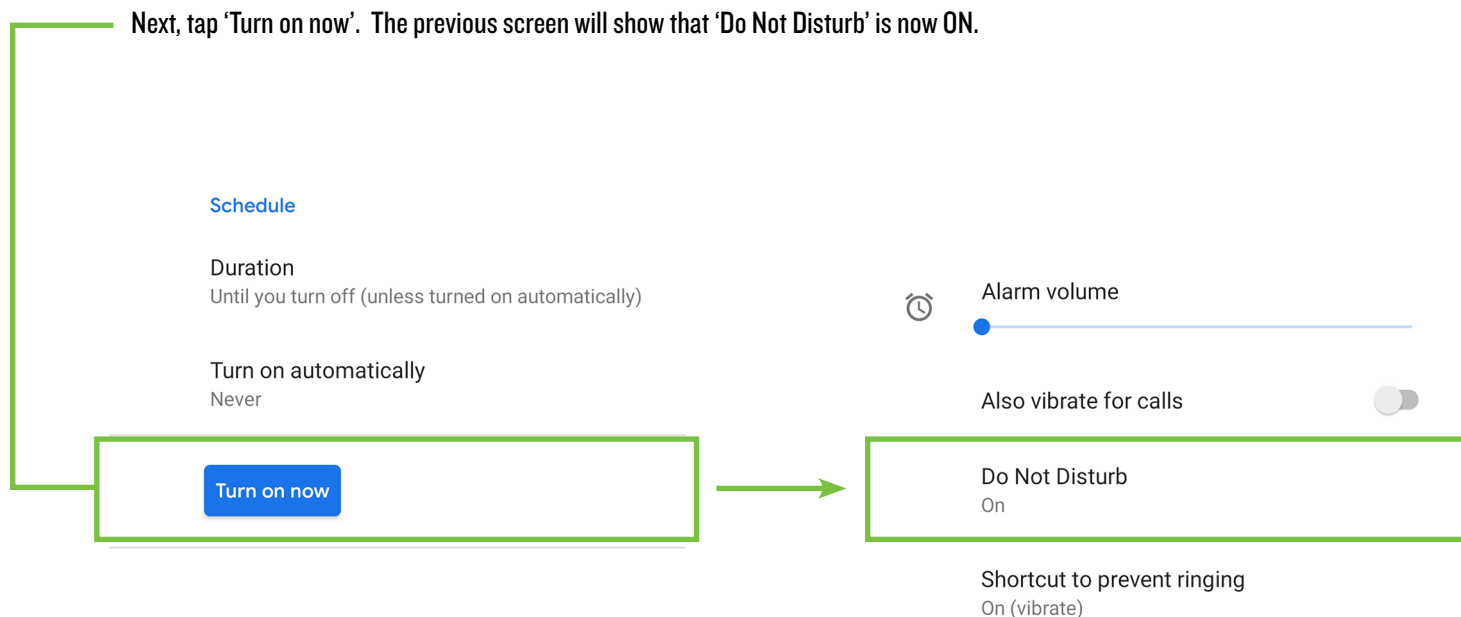 Next, tap ‘Turn on now’. The previous screen will show that ‘Do Not Disturb’ is now ON.
Schedule
Duration
Until you turn off (unless turned on automatically)
Turn on automatically
Never
Turn on now
Alarm volume
Also vibrate for calls
Do Not Disturb
On
Shortcut to prevent ringing
On (vibrate)